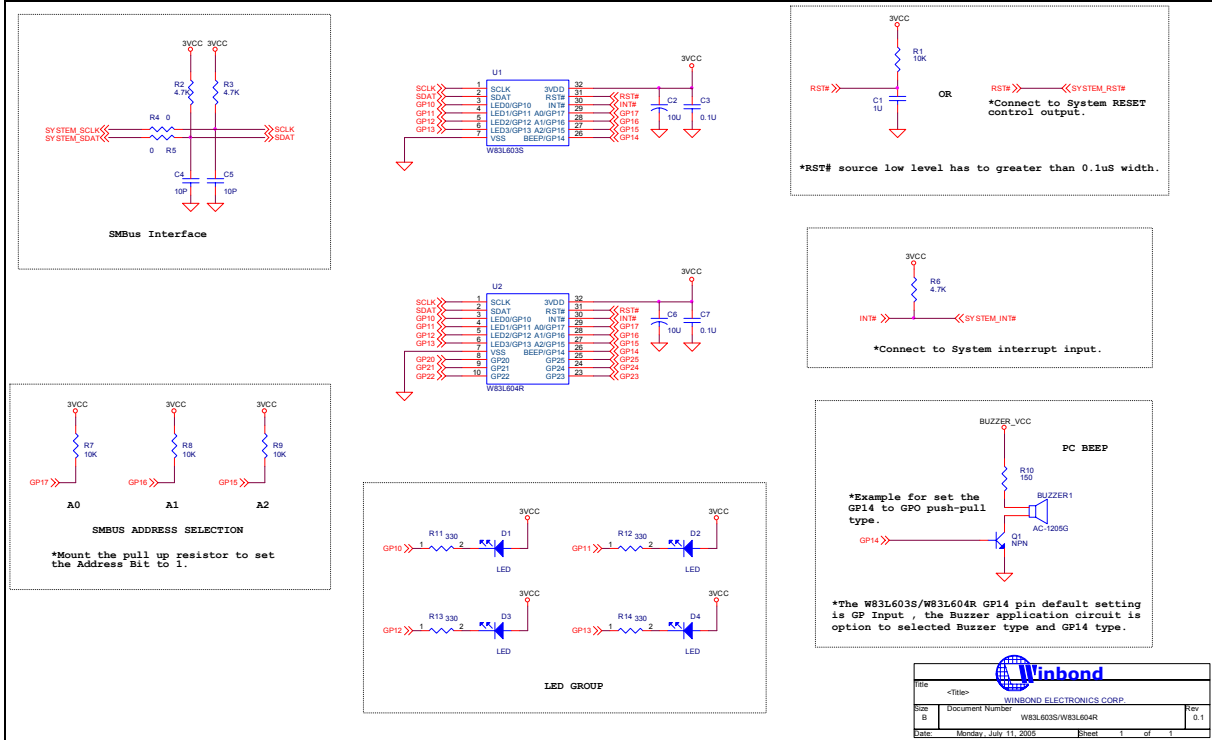 3VCC 3VCC
R2
4.7K
R3
4.7K
R4 0
SYSTEM_SCLK
SYSTEM_SDAT
SCLK
SDAT
0 R5
C4
10P
C5
10P
SMBus Interface
U1
3VCC
SCLK 1 SCLK 3VDD 32
SDAT 2 SDAT RST# 31 RST#
GP10 3 LED0/GP10 INT# 30 INT#
GP11 4 LED1/GP11 A0/GP17 29 GP17
GP12 5 LED2/GP12 A1/GP16 28 GP16
GP13 6 LED3/GP13 A2/GP15 27 GP15
7 VSS BEEP/GP14 26 GP14
W83L603S
C2
10U
C3
0.1U
3VCC
R1
10K
RST#
C1
1U
OR
RST# SYSTEM_RST#
*Connect to System RESET
control output.
*RST# source low level has to greater than 0.1uS width.
U2
3VCC
SCLK 1 SCLK 3VDD 32
SDAT 2 SDAT RST# 31 RST#
GP10 3 LED0/GP10 INT# 30 INT#
GP11 4 LED1/GP11 A0/GP17 29 GP17
GP12 5 LED2/GP12 A1/GP16 28 GP16
GP13 6 LED3/GP13 A2/GP15 27 GP15
7 VSS BEEP/GP14 26 GP14
GP20 8 GP20 GP25 25 GP25
GP21 9 GP21 GP24 24 GP24
GP22 10 GP22 GP23 23 GP23
W83L604R
C6
10U
C7
0.1U
3VCC
R6
4.7K
INT# SYSTEM_INT#
*Connect to System interrupt input.
3VCC 3VCC 3VCC
R7
10K
R8
10K
R9
10K
GP17 GP16 GP15
A0 A1 A2
SMBUS ADDRESS SELECTION
*Mount the pull up resistor to set
the Address Bit to 1.
3VCC
GP10 1 R11 330 2 D1
LED
3VCC
GP11 1 R12 330 2 D2
LED
3VCC
GP12 1 R13 330 2 D3
LED
3VCC
GP13 1 R14 330 2 D4
LED
LED GROUP
BUZZER_VCC
PC BEEP
R10
150
BUZZER1
AC-1205G
*Example for set the
GP14 to GPO push-pull
type.
GP14
Q1
NPN
*The W83L603S/W83L604R GP14 pin default setting
is GP Input , the Buzzer application circuit is
option to selected Buzzer type and GP14 type.
Winbond
Title
<Title>
WINBOND ELECTRONICS CORP.
Size Document Number Rev
B W83L603S/W83L604R 0.1
Date: Monday, July 11, 2005 Sheet 1 of 1